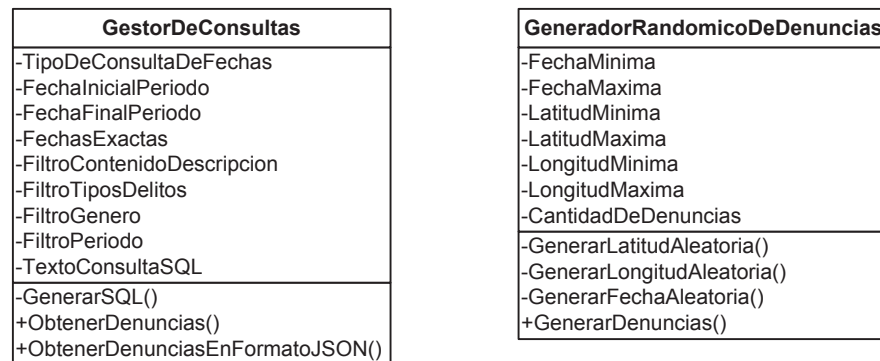 GestorDeConsultas
-TipoDeConsultaDeFechas
-FechaInicialPeriodo
-FechaFinalPeriodo
-FechasExactas
-FiltroContenidoDescripcion
-FiltroTiposDelitos
-FiltroGenero
-FiltroPeriodo
-TextoConsultaSQL
-GenerarSQL()
+ObtenerDenuncias()
+ObtenerDenunciasEnFormatoJSON()
GeneradorRandomicoDeDenuncias
-FechaMinima
-FechaMaxima
-LatitudMinima
-LatitudMaxima
-LongitudMinima
-LongitudMaxima
-CantidadDeDenuncias
-GenerarLatitudAleatoria()
-GenerarLongitudAleatoria()
-GenerarFechaAleatoria()
+GenerarDenuncias()